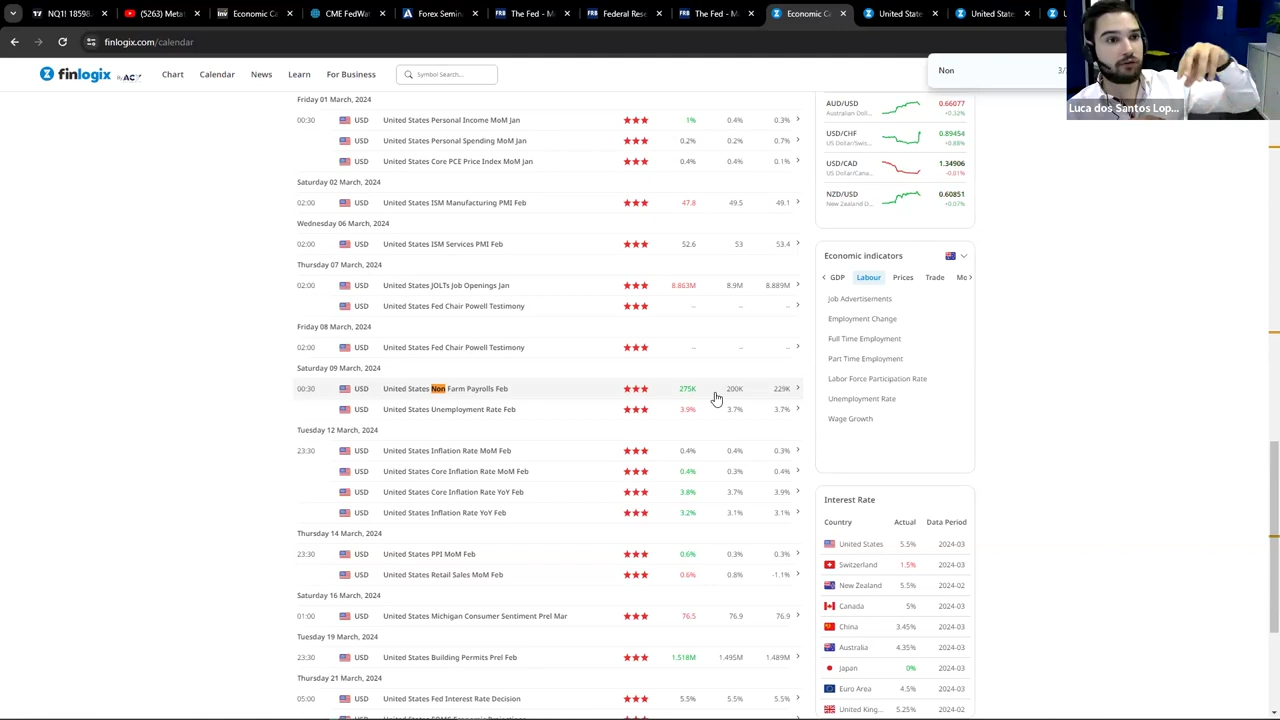 NQ1! 1859
(5263) Meta
Economic C
CME FedWat
Forex Semin
The Fed - M
Federal Res
The Fed - M
Economic Ca
United State
United State
finlogix.com/calendar
finlogix By ACY
Chart
Calendar
News
Learn
For Business
Symbol Search...
Non
Luca dos Santos Lop...
Friday 01 March, 2024
00:30 USD United States Personal Income MoM Jan ★★★ 1% 0.4% 0.3%
USD United States Personal Spending MoM Jan ★★★ 0.2% 0.2% 0.7%
USD United States Core PCE Price Index MoM Jan ★★★ 0.4% 0.4% 0.1%
Saturday 02 March, 2024
02:00 USD United States ISM Manufacturing PMI Feb ★★★ 47.8 49.5 49.1
Wednesday 06 March, 2024
02:00 USD United States ISM Services PMI Feb ★★★ 52.6 53 53.4
Thursday 07 March, 2024
02:00 USD United States JOLTs Job Openings Jan ★★★ 8.863M 8.9M 8.889M
USD United States Fed Chair Powell Testimony ★★★ – –
Friday 08 March, 2024
02:00 USD United States Fed Chair Powell Testimony ★★★ – – –
Saturday 09 March, 2024
00:30 USD United States Non Farm Payrolls Feb ★★★ 275K 200K 229K
USD United States Unemployment Rate Feb ★★★ 3.9% 3.7% 3.7%
Tuesday 12 March, 2024
23:30 USD United States Inflation Rate MoM Feb ★★★ 0.4% 0.4% 0.3%
USD United States Core Inflation Rate MoM Feb ★★★ 0.4% 0.3% 0.4%
USD United States Core Inflation Rate YoY Feb ★★★ 3.8% 3.7% 3.9%
USD United States Inflation Rate YoY Feb ★★★ 3.2% 3.1% 3.1%
Thursday 14 March, 2024
23:30 USD United States PPI MoM Feb ★★★ 0.6% 0.3% 0.3%
USD United States Retail Sales MoM Feb ★★★ 0.6% 0.8% -1.1%
Saturday 16 March, 2024
01:00 USD United States Michigan Consumer Sentiment Prel Mar ★★★ 76.5 76.9 76.9
Tuesday 19 March, 2024
23:30 USD United States Building Permits Prel Feb ★★★ 1.518M 1.495M 1.489M
Thursday 21 March, 2024
05:00 USD United States Fed Interest Rate Decision ★★★ 5.5% 5.5% 5.5%
AUD/USD 0.66077
Australian Doll... +0.32%
USD/CHF 0.89454
US Dollar/Swis... +0.88%
USD/CAD 1.34906
US Dollar/Cana... -0.01%
NZD/USD 0.60851
New Zealand D... +0.07%
Economic indicators
GDP Labour Prices Trade Mo
Job Advertisements
Employment Change
Full Time Employment
Part Time Employment
Labor Force Participation Rate
Unemployment Rate
Wage Growth
Interest Rate
Country Actual Data Period
United States 5.5% 2024-03
Switzerland 1.5% 2024-03
New Zealand 5.5% 2024-02
Canada 5% 2024-03
China 3.45% 2024-03
Australia 4.35% 2024-03
Japan 0% 2024-03
Euro Area 4.5% 2024-03
United King... 5.25% 2024-02